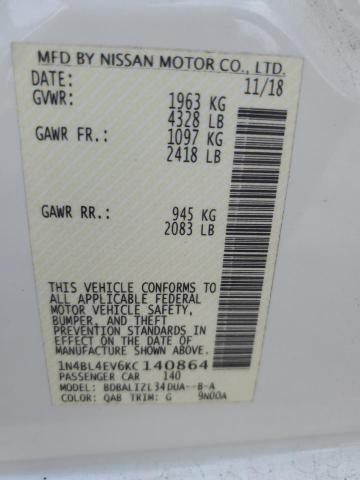 MFD BY NISSAN MOTOR CO., LTD.
DATE: 11/18
GVWR: 1963 KG
4328 LB
GAWR FR.: 1097 KG
2418 LB
GAWR RR.: 945 KG
2083 LB
THIS VEHICLE CONFORMS TO
ALL APPLICABLE FEDERAL
MOTOR VEHICLE SAFETY,
BUMPER, AND THEFT
PREVENTION STANDARDS
IN EFFECT ON THE DATE OF
MANUFACTURE SHOWN ABOVE.
1N4BL4EV6KC140864
PASSENGER CAR 140
MODEL: BDBALIZL34DUA--B-A
COLOR: QAB TRIM: G 9N00A